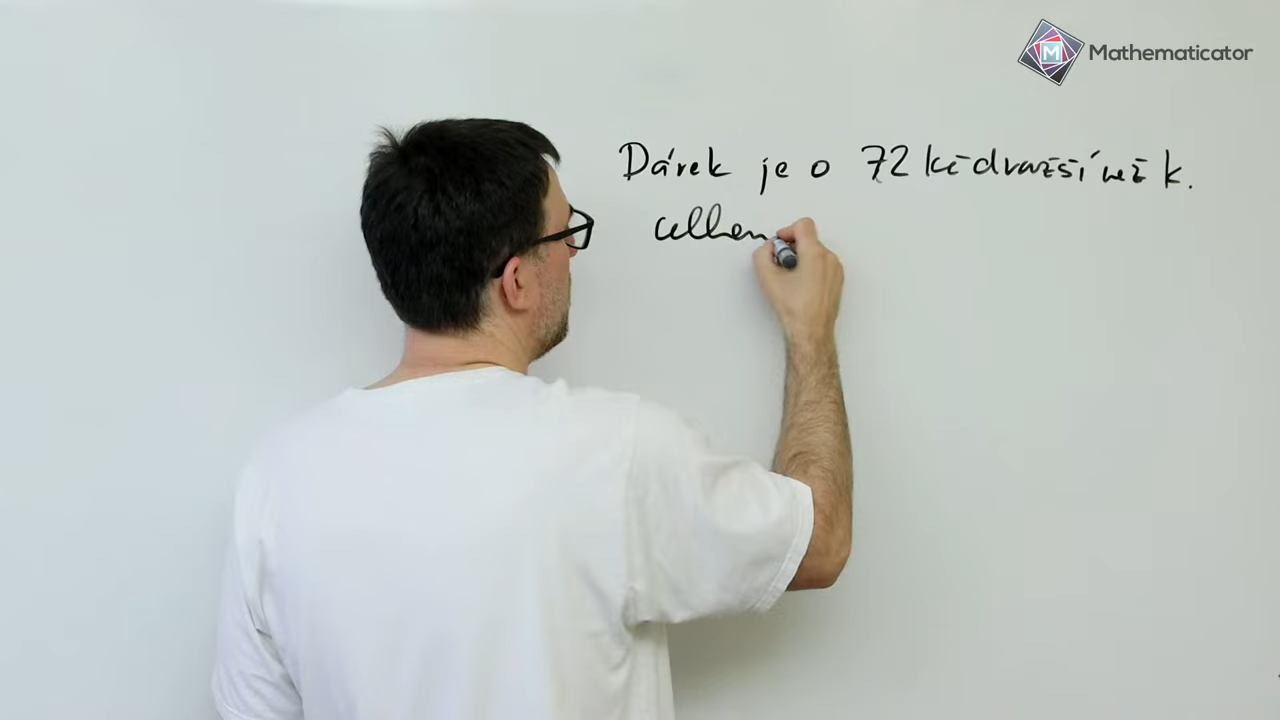 Mathematicator
Dárek je o 72 kč dražší než k.
celkem